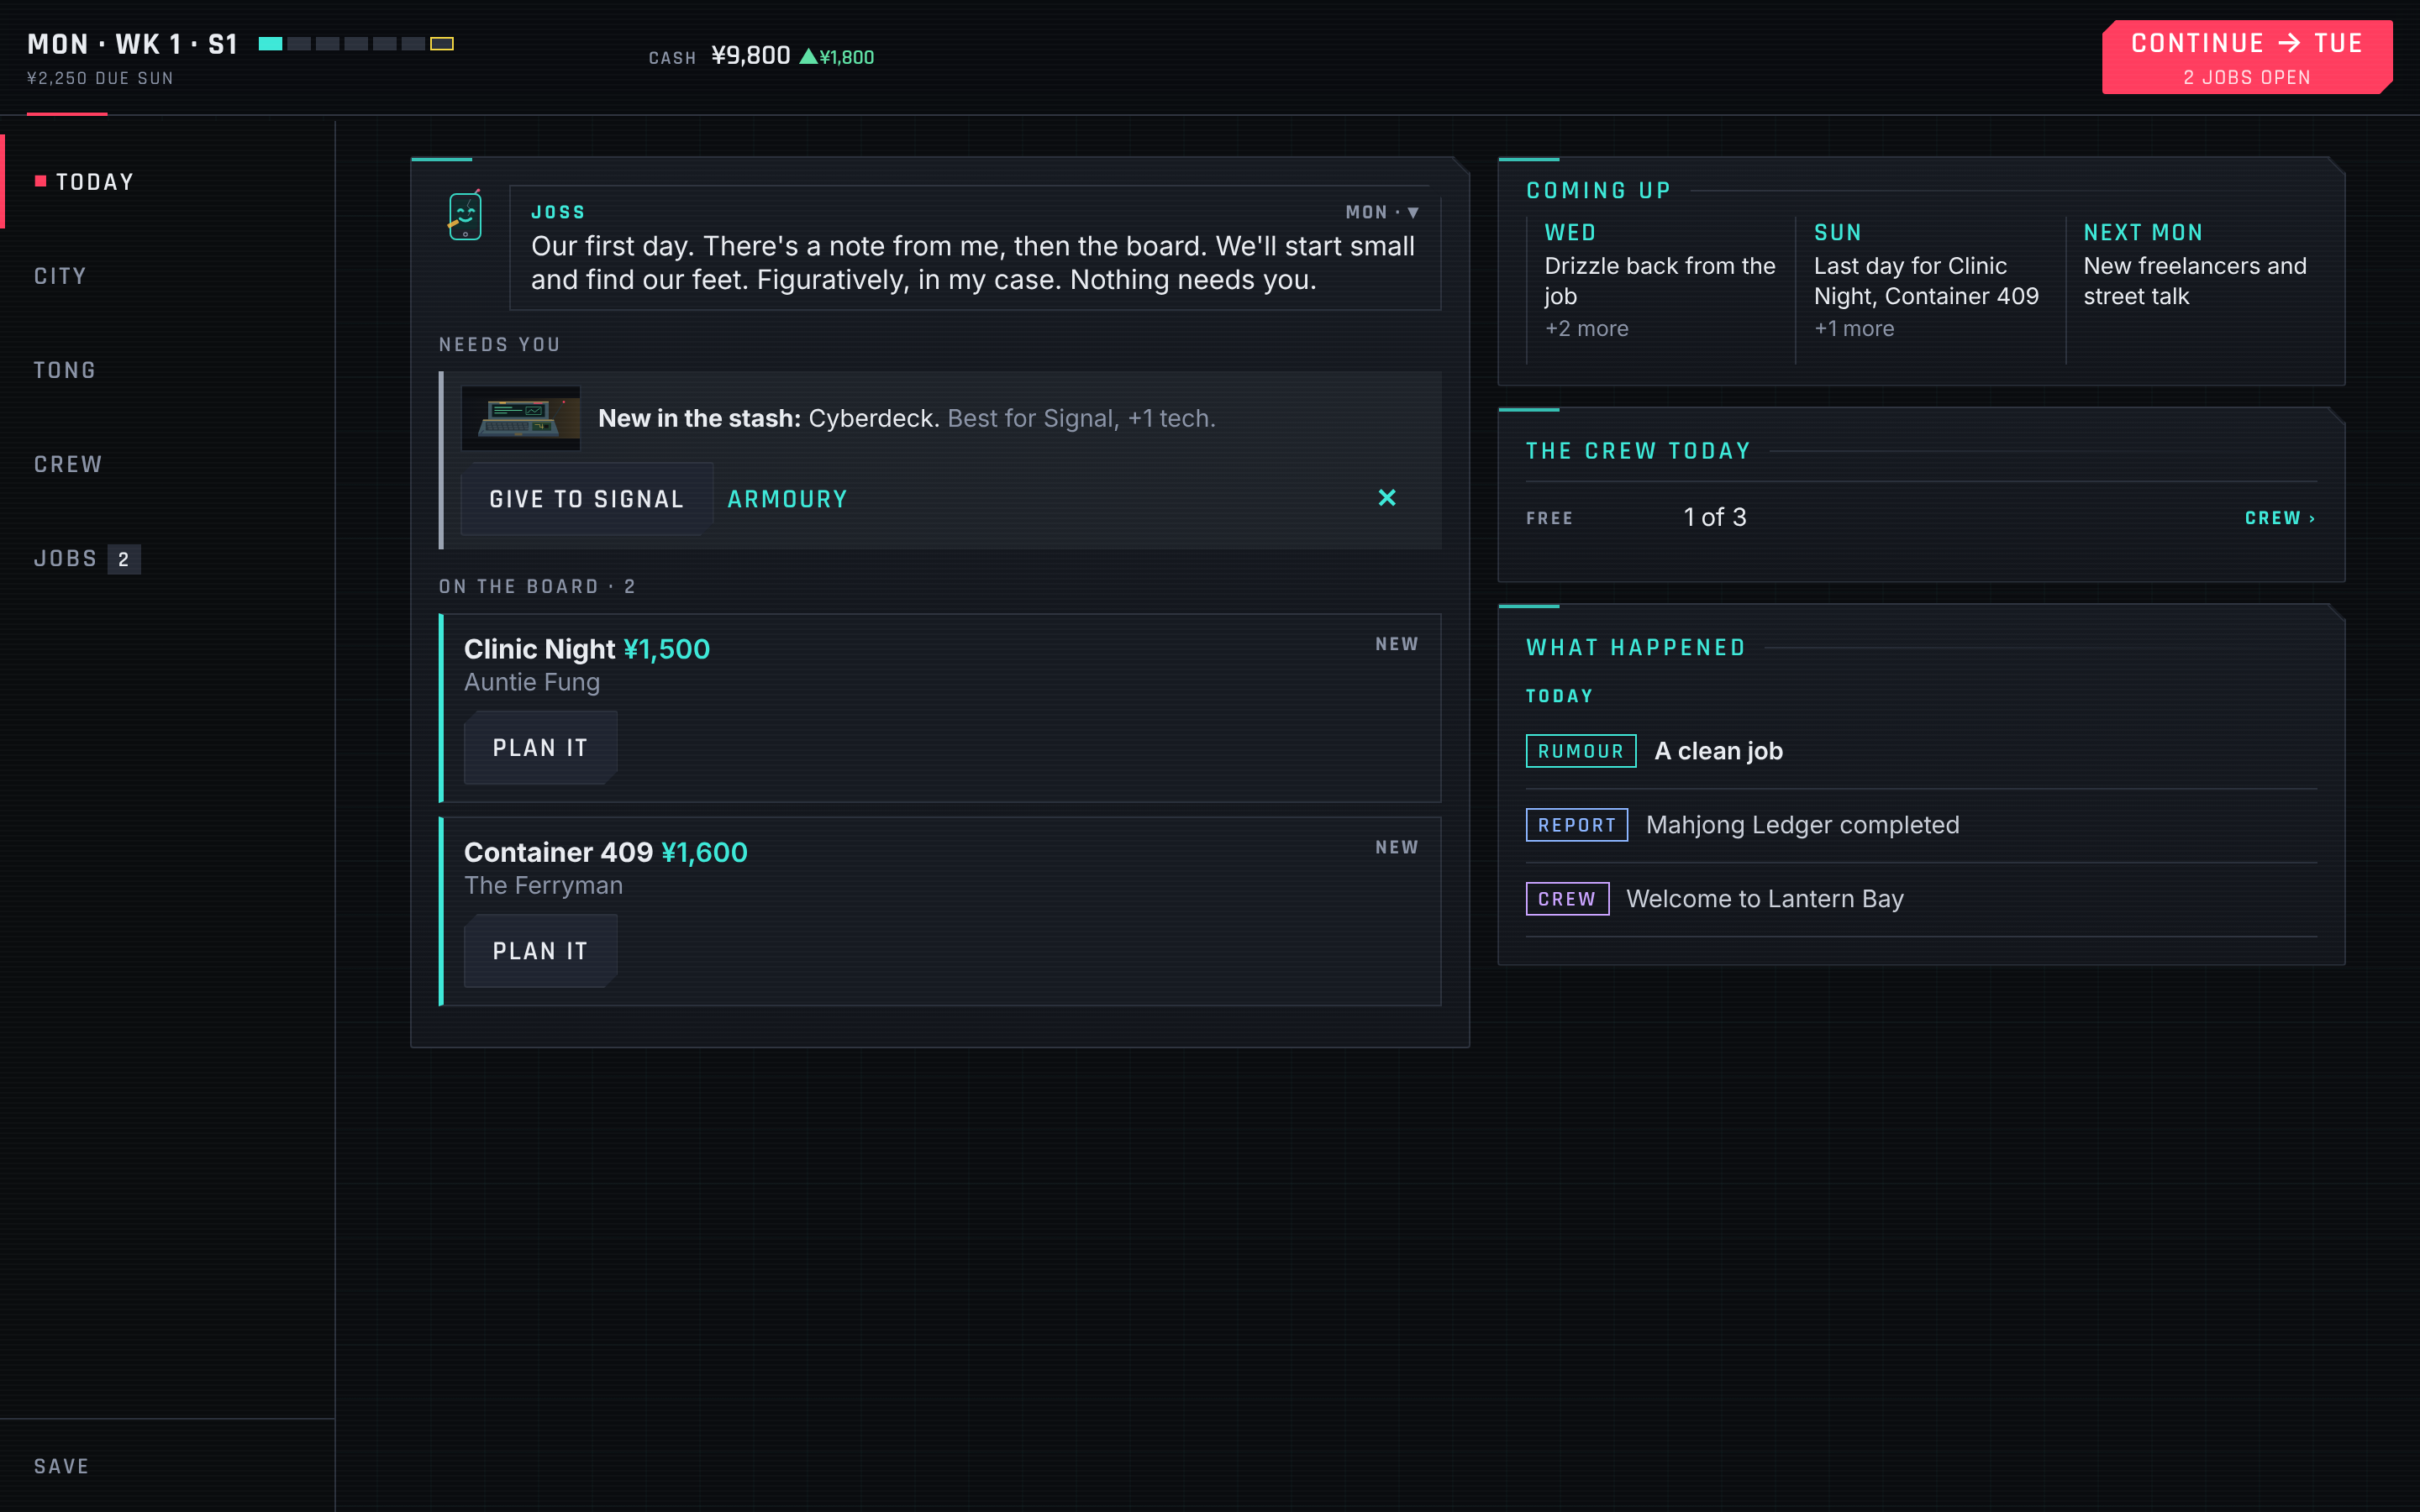 MON · WK 1 · S1
¥2,250 DUE SUN
CASH ¥9,800 ▲¥1,800
CONTINUE → TUE
2 JOBS OPEN
TODAY
CITY
TONG
CREW
JOBS 2
SAVE
JOSS
MON · ▼
Our first day. There's a note from me, then the board. We'll start small
and find our feet. Figuratively, in my case. Nothing needs you.
NEEDS YOU
New in the stash: Cyberdeck. Best for Signal, +1 tech.
GIVE TO SIGNAL
ARMOURY
✕
ON THE BOARD · 2
Clinic Night ¥1,500
NEW
Auntie Fung
PLAN IT
Container 409 ¥1,600
NEW
The Ferryman
PLAN IT
COMING UP
WED
Drizzle back from the
job
+2 more
SUN
Last day for Clinic
Night, Container 409
+1 more
NEXT MON
New freelancers and
street talk
THE CREW TODAY
FREE
1 of 3
CREW ›
WHAT HAPPENED
TODAY
RUMOUR A clean job
REPORT Mahjong Ledger completed
CREW Welcome to Lantern Bay